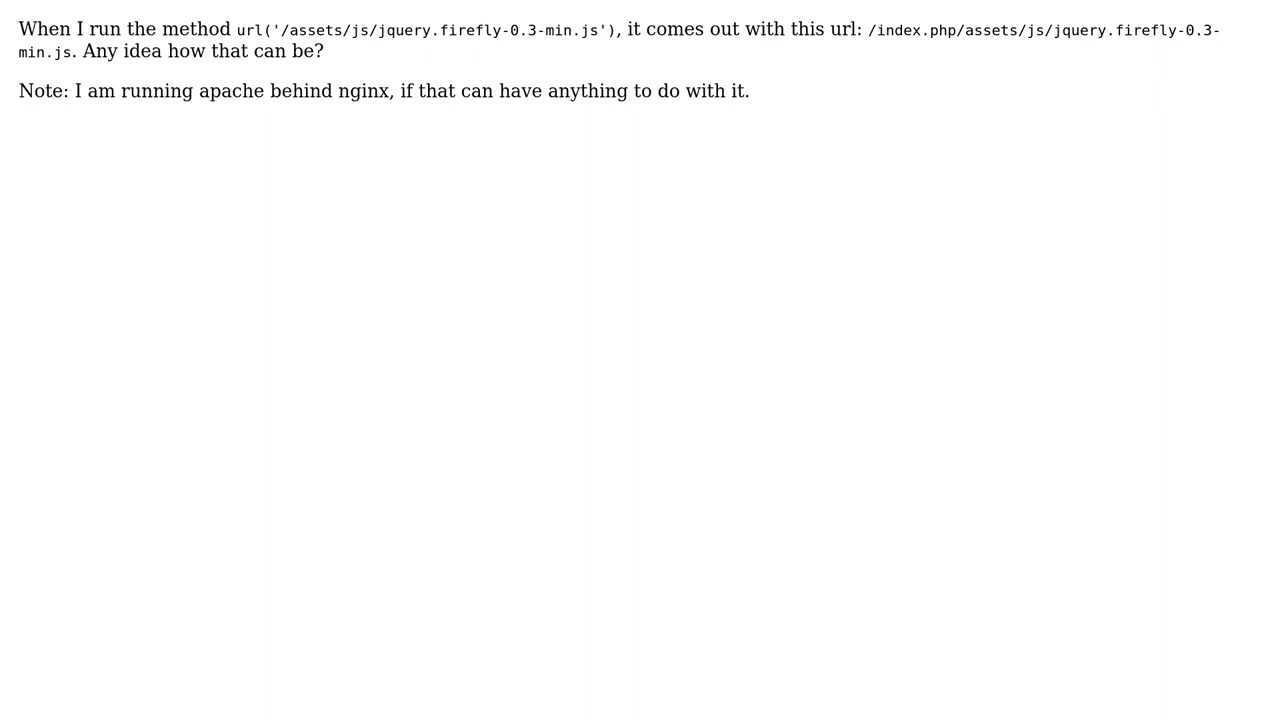 When I run the method url('/assets/js/jquery.firefly-0.3-min.js'), it comes out with this url: /index.php/assets/js/jquery.firefly-0.3-
min.js. Any idea how that can be?
Note: I am running apache behind nginx, if that can have anything to do with it.